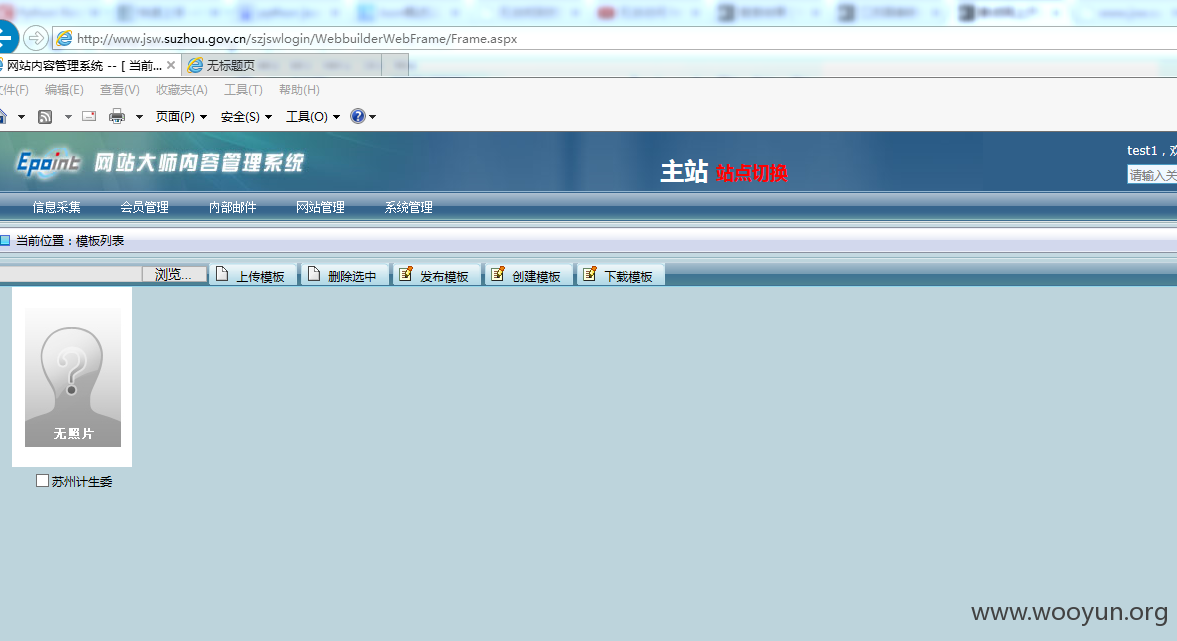 http://www.jsw.suzhou.gov.cn/szjswlogin/WebbuilderWebFrame/Frame.aspx
网站内容管理系统 -- [ 当前... 无标题页
文件(F) 编辑(E) 查看(V) 收藏夹(A) 工具(T) 帮助(H)
页面(P) 安全(S) 工具(O)
Epoint 网站大师内容管理系统
主站 站点切换
test1，欢
请输入关
信息采集 会员管理 内部邮件 网站管理 系统管理
当前位置：模板列表
浏览... 上传模板 删除选中 发布模板 创建模板 下载模板
无照片
苏州计生委
www.wooyun.org